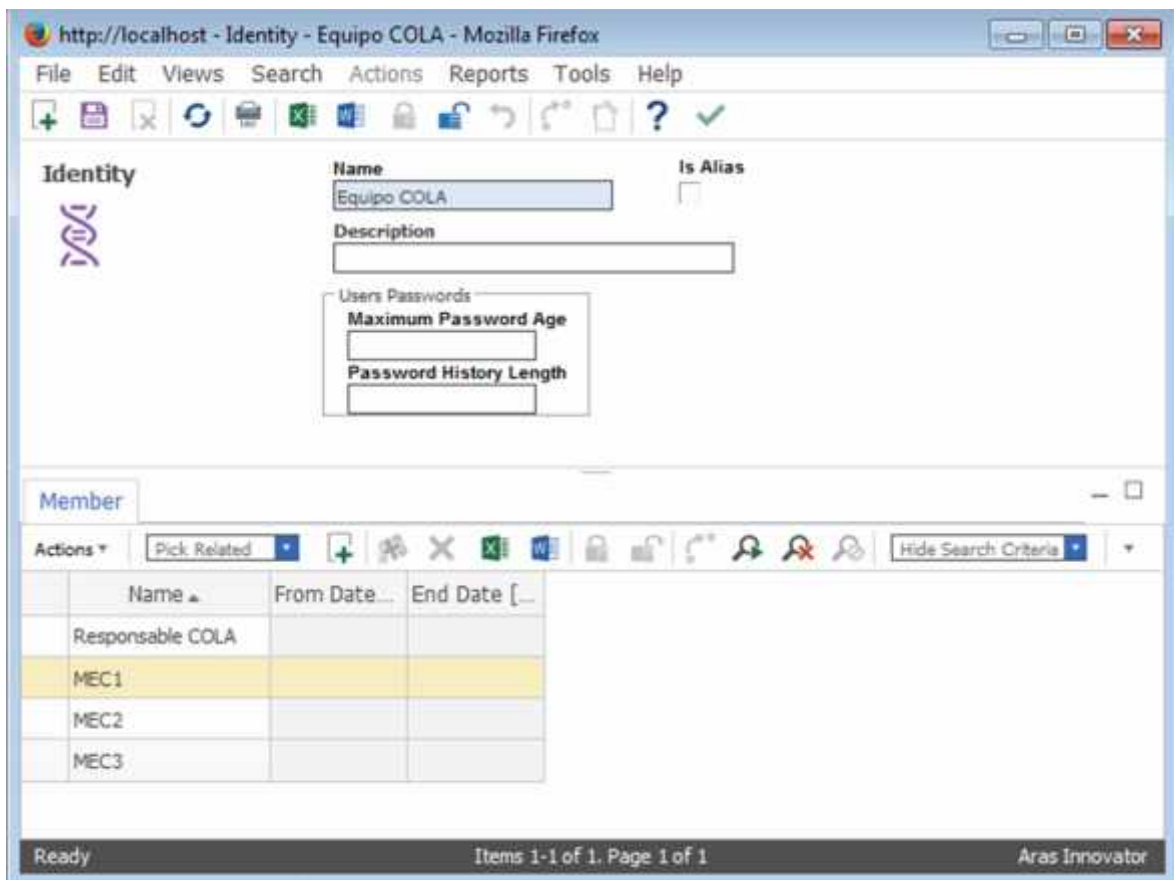 http://localhost - Identity - Equipo COLA - Mozilla Firefox
File Edit Views Search Actions Reports Tools Help
Identity
Name
Is Alias
Equipo COLA
Description
Users Passwords
Maximum Password Age
Password History Length
Member
Actions Pick Related Hide Search Criteria
Name From Date... End Date [...
Responsable COLA
MEC1
MEC2
MEC3
Ready Items 1-1 of 1. Page 1 of 1 Aras Innovator